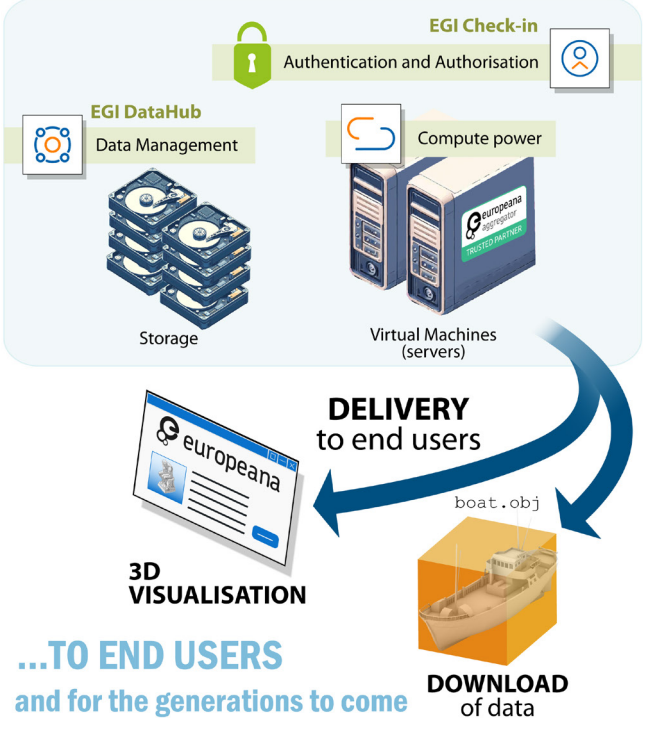 EGI Check-in
Authentication and Authorisation
EGI DataHub
Data Management
Compute power
europeana
aggregator
TRUSTED PARTNER
Storage
Virtual Machines
(servers)
DELIVERY
to end users
europeana
boat.obj
3D
VISUALISATION
...TO END USERS
and for the generations to come
DOWNLOAD
of data